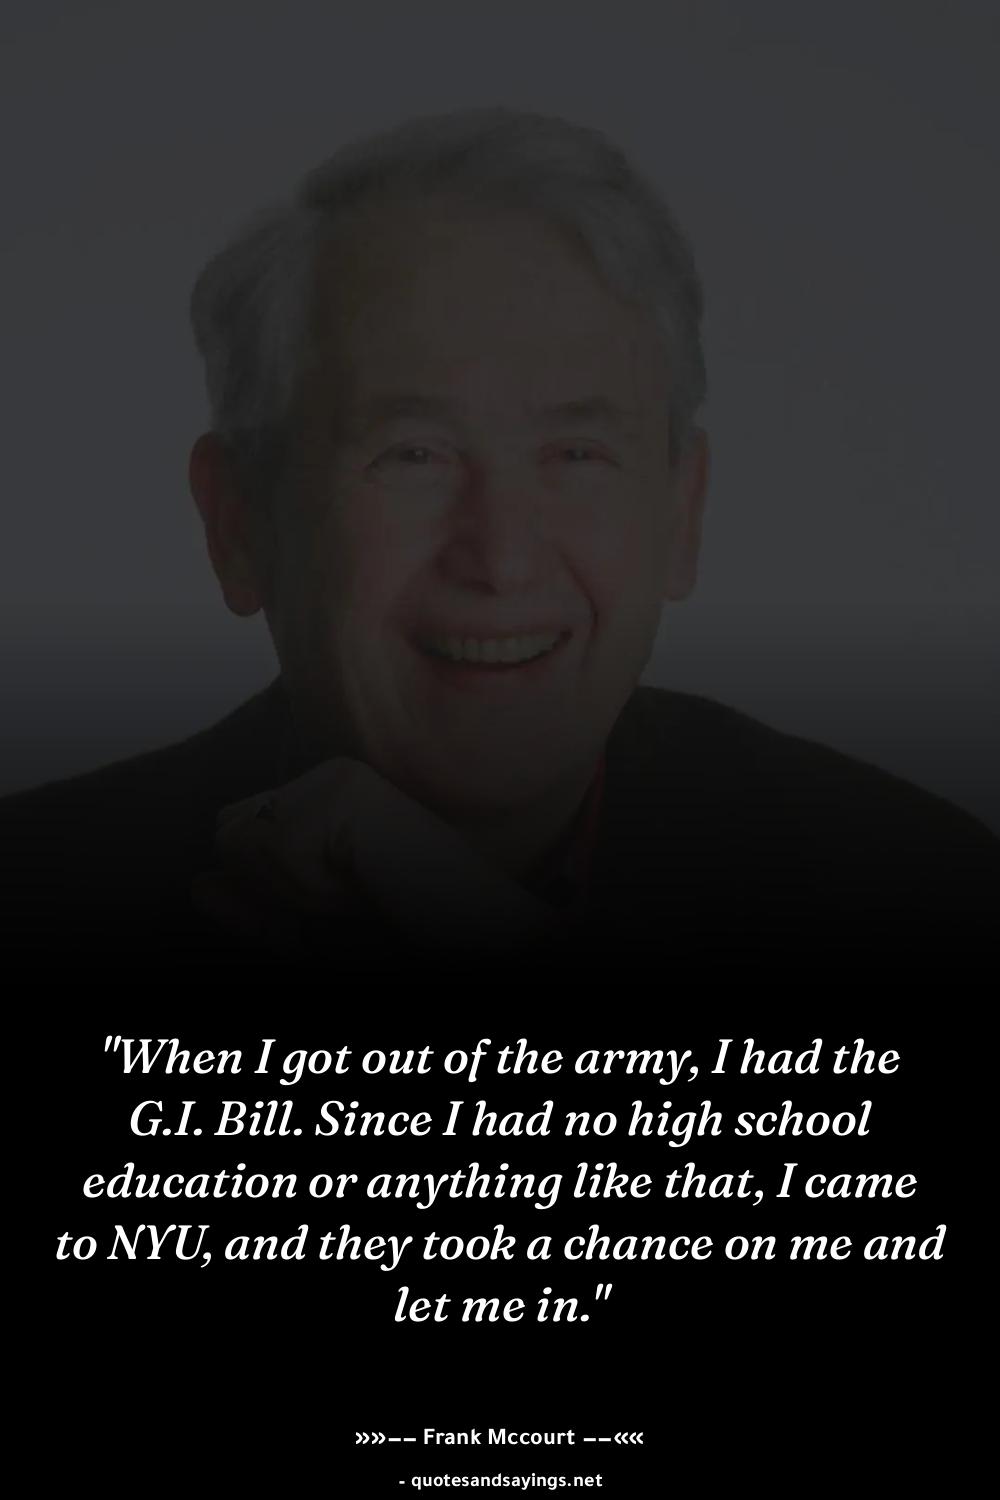 "When I got out of the army, I had the
G.I. Bill. Since I had no high school
education or anything like that, I came
to NYU, and they took a chance on me and
let me in."
»»−− Frank Mccourt −−««
- quotesandsayings.net